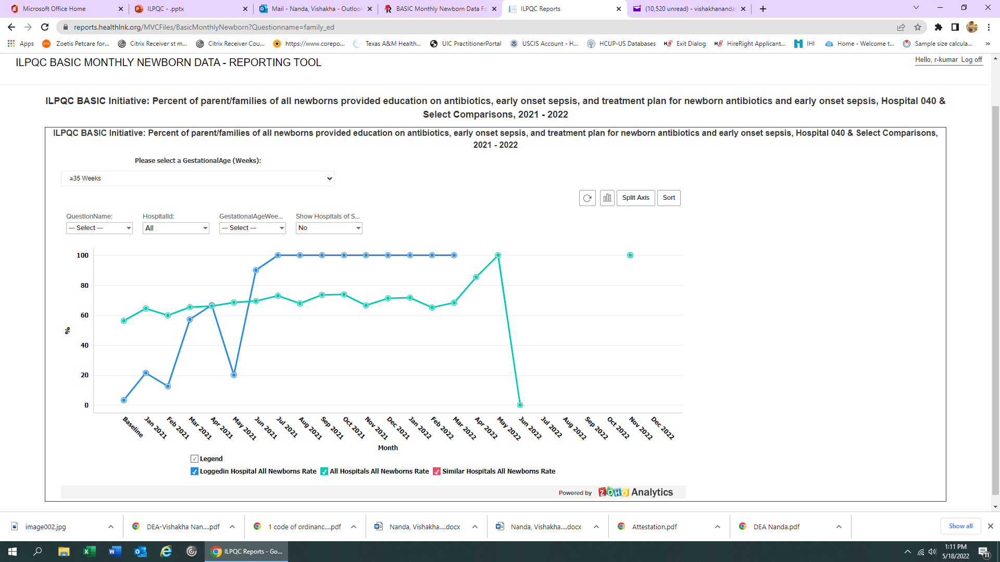 Microsoft Office Home
ILPQC - .pptx
Mail - Nanda, Vishakha - Outlook
BASIC Monthly Newborn Data Fo
ILPQC Reports
(10,520 unread) - vishakhananda
reports.healthlnk.org/MVCFiles/BasicMonthlyNewborn?Questionname=family_ed
Apps
Zoetis Petcare for...
Citrix Receiver st m...
Citrix Receiver Cou...
https://www.corepo...
Texas A&M Health...
UIC PractitionerPortal
USCIS Account - H...
HCUP-US Databases
HR Exit Dialog
HR HireRight Applicant...
IHI
Home - Welcome t...
Sample size calcula...
»
ILPQC BASIC MONTHLY NEWBORN DATA - REPORTING TOOL
Hello, r-kumar Log off
ILPQC BASIC Initiative: Percent of parent/families of all newborns provided education on antibiotics, early onset sepsis, and treatment plan for newborn antibiotics and early onset sepsis, Hospital 040 &
Select Comparisons, 2021 - 2022
ILPQC BASIC Initiative: Percent of parent/families of all newborns provided education on antibiotics, early onset sepsis, and treatment plan for newborn antibiotics and early onset sepsis, Hospital 040 & Select Comparisons,
2021 - 2022
Please select a GestationalAge (Weeks):
≥35 Weeks
Split Axis
Sort
QuestionName:
HospitalId:
GestationalAgeWee...
Show Hospitals of S...
--- Select ---
All
--- Select ---
No
100
80
60
40
20
0
%
Baseline
Jan 2021
Feb 2021
Mar 2021
Apr 2021
May 2021
Jun 2021
Jul 2021
Aug 2021
Sep 2021
Oct 2021
Nov 2021
Dec 2021
Jan 2022
Feb 2022
Mar 2022
Apr 2022
May 2022
Jun 2022
Jul 2022
Aug 2022
Sep 2022
Oct 2022
Nov 2022
Dec 2022
Month
Legend
Loggedin Hospital All Newborns Rate
All Hospitals All Newborns Rate
Similar Hospitals All Newborns Rate
Powered by ZOHO Analytics
image002.jpg
DEA-Vishakha Nan....pdf
1 code of ordinanc....pdf
Nanda, Vishakha....docx
Nanda, Vishakha....docx
Attestation.pdf
DEA Nanda.pdf
Show all
ILPQC Reports - Go...
1:11 PM
5/18/2022
11